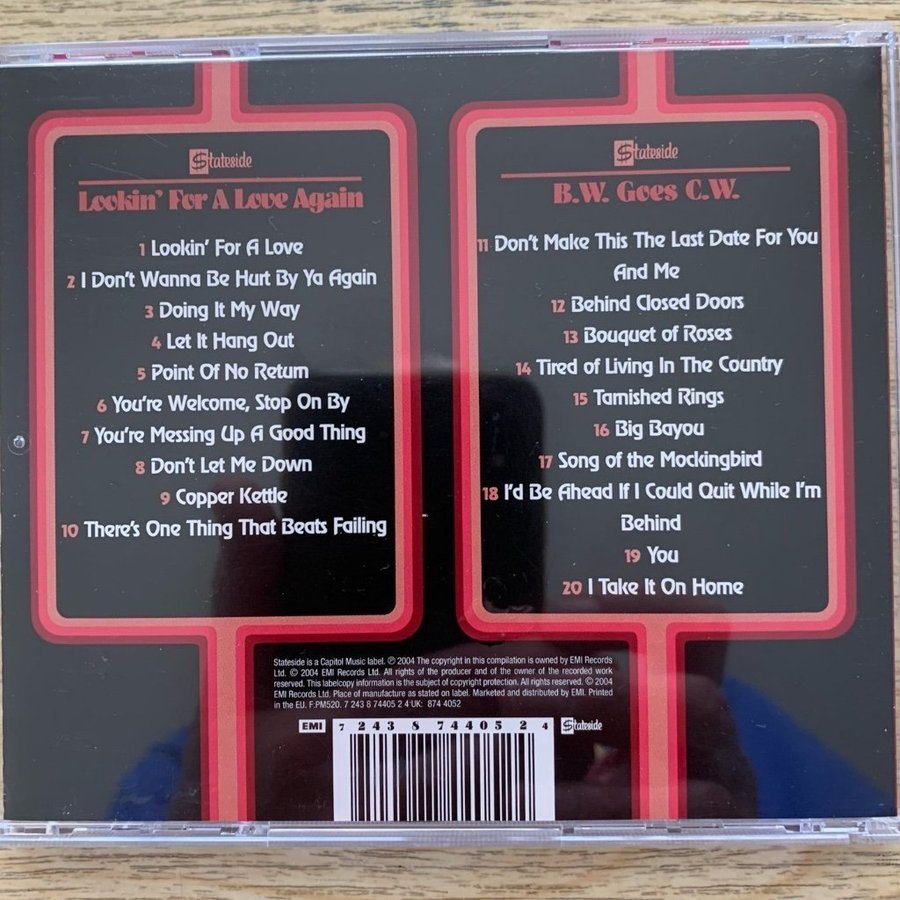 $tateside
Lookin' For A Love Again
1 Lookin' For A Love
2 I Don't Wanna Be Hurt By Ya Again
3 Doing It My Way
4 Let It Hang Out
5 Point Of No Return
6 You're Welcome, Stop On By
7 You're Messing Up A Good Thing
8 Don't Let Me Down
9 Copper Kettle
10 There's One Thing That Beats Failing
$tateside
B.W. Goes C.W.
11 Don't Make This The Last Date For You
And Me
12 Behind Closed Doors
13 Bouquet of Roses
14 Tired of Living In The Country
15 Tarnished Rings
16 Big Bayou
17 Song of the Mockingbird
18 I'd Be Ahead If I Could Quit While I'm
Behind
19 You
20 I Take It On Home
Stateside is a Capitol Music label. ℗ 2004 The copyright in this compilation is owned by EMI Records
Ltd. © 2004 EMI Records Ltd. All rights of the producer and of the owner of the recorded work
reserved. This labelcopy information is the subject of copyright protection. All rights reserved. © 2004
EMI Records Ltd. Place of manufacture as stated on label. Marketed and distributed by EMI. Printed
in the EU. F.PM520. 7 243 8 74405 2 4 UK: 874 4052
EMI 7 243 8 74405 2 4 $tateside